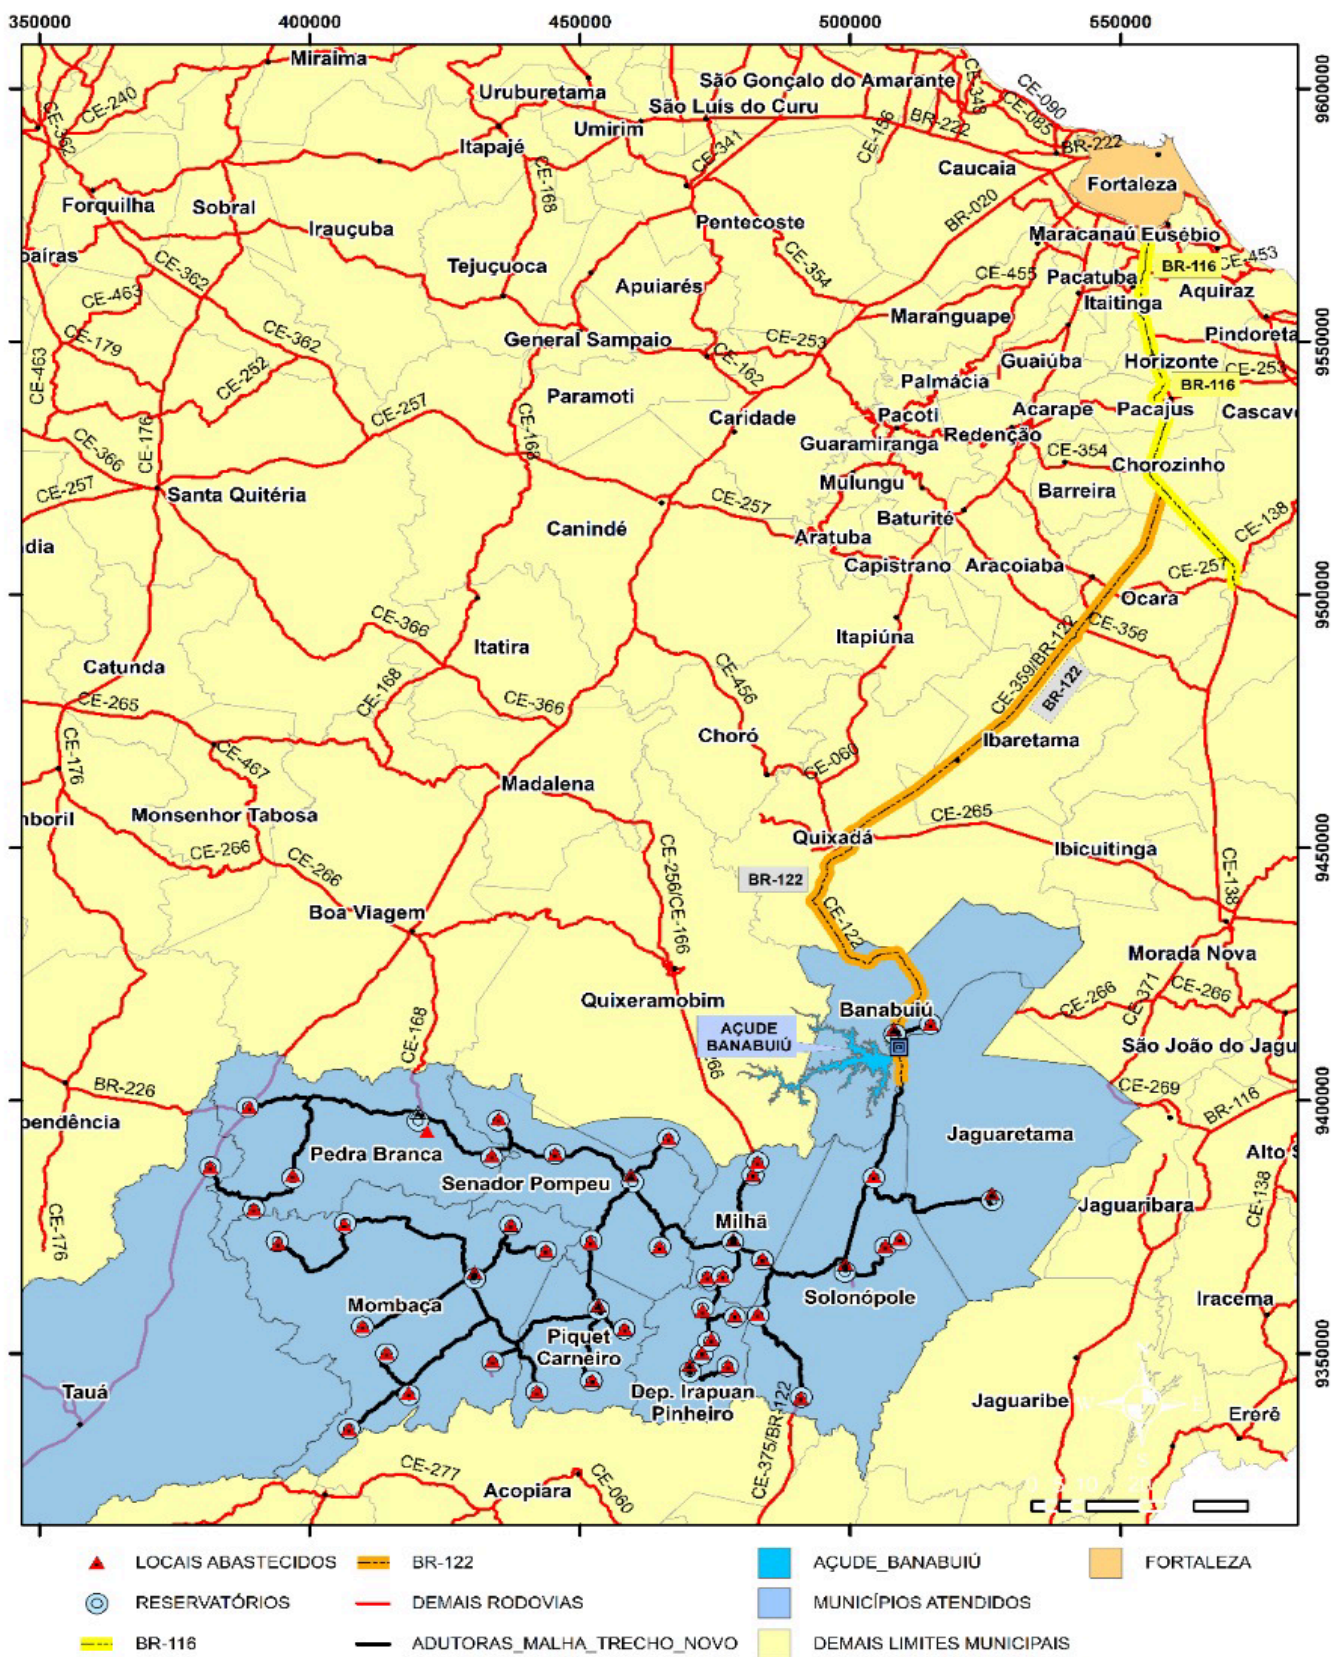 350000
400000
450000
500000
550000
Miraima
CE-240
CE-362
Uruburetama
São Gonçalo do Amarante
São Luís do Curu
Umirim
Itapajé
CE-341
CE-156
BR-222
CE-348
CE-085
CE-090
BR-222
9600000
Caucaia
Fortaleza
Forquilha
Sobral
Irauçuba
CE-168
Pentecoste
BR-020
Maracanaú
Eusébio
BR-116
CE-453
oaíras
CE-362
CE-463
Tejuçuoca
Apuiarés
CE-354
CE-455
Pacatuba
Itaitinga
Aquiraz
CE-179
CE-362
General Sampaio
CE-253
Maranguape
Guaiúba
Horizonte
Pindoreta
9550000
CE-463
CE-252
CE-162
Palmácia
CE-253
BR-116
CE-257
Paramoti
Caridade
Pacoti
Acarape
Pacajus
Cascave
CE-176
CE-168
Guaramiranga
Redenção
CE-354
Chorozinho
CE-366
CE-257
Santa Quitéria
Mulungu
Barreira
Canindé
CE-257
Baturité
Aratuba
CE-138
ndia
Capistrano
Aracoiaba
CE-257
Ocara
9500000
CE-366
Itatira
Itapiúna
CE-356
CE-359/BR-122
BR-122
Catunda
CE-168
CE-456
CE-265
CE-366
Choró
Ibaretama
CE-176
CE-467
CE-060
Madalena
nboril
Monsenhor Tabosa
CE-265
Quixadá
Ibicuitinga
9450000
CE-266
CE-266
CE-256/CE-166
BR-122
CE-138
Boa Viagem
CE-122
Morada Nova
Quixeramobim
CE-266
CE-371
CE-266
Banabuiú
AÇUDE
BANABUIÚ
CE-168
66
São João do Jagu
BR-226
CE-269
BR-116
9400000
pendência
Pedra Branca
Jaguaretama
Alto S
Senador Pompeu
CE-138
CE-176
Milhã
Jaguaribara
Mombaça
Solonópole
Iracema
Piquet
Carneiro
9350000
Tauá
Dep. Irapuan
Pinheiro
Jaguaribe
W
E
Ererê
CE-375/BR-122
S
CE-277
Acopiara
CE-060
0
5
10
20
LOCAIS ABASTECIDOS
BR-122
AÇUDE_BANABUIÚ
FORTALEZA
RESERVATÓRIOS
DEMAIS RODOVIAS
MUNICÍPIOS ATENDIDOS
BR-116
ADUTORAS_MALHA_TRECHO_NOVO
DEMAIS LIMITES MUNICIPAIS